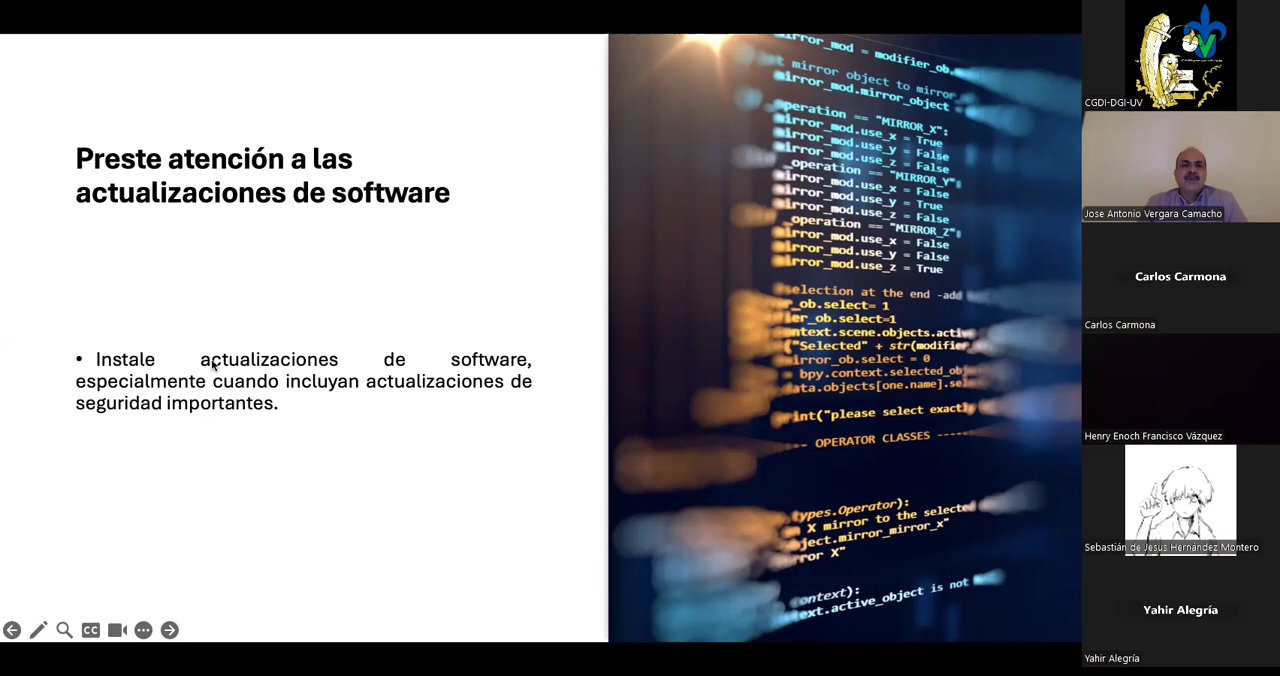 Preste atención a las
actualizaciones de software
• Instale actualizaciones de software,
especialmente cuando incluyan actualizaciones de
seguridad importantes.
mirror_mod = modifier_ob.
mirror object to mirror
mirror_mod.mirror_object
operation == "MIRROR_X":
mirror_mod.use_x = True
mirror_mod.use_y = False
mirror_mod.use_z = False
_operation == "MIRROR_Y":
mirror_mod.use_x = False
mirror_mod.use_y = True
mirror_mod.use_z = False
_operation == "MIRROR_Z":
mirror_mod.use_x = False
mirror_mod.use_y = False
mirror_mod.use_z = True
selection at the end -add
_ob.select= 1
ler_ob.select=1
ntext.scene.objects.active
("Selected" + str(modifier
mirror_ob.select = 0
= bpy.context.selected_ob
data.objects[one.name].sel
print("please select exactl
--- OPERATOR CLASSES ----
types.Operator):
X mirror to the selected
ject.mirror_mirror_x"
ror X"
context):
ext.active_object is not
CGDI-DGI-UV
Jose Antonio Vergara Camacho
Carlos Carmona
Carlos Carmona
Henry Enoch Francisco Vázquez
Sebastián de Jesus Hernández Montero
Yahir Alegría
Yahir Alegría
CC